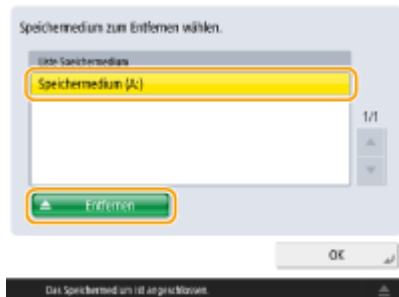 Speichermedium zum Entfernen wählen.
Liste Speichermedium
Speichermedium (A:)
1/1
Entfernen
OK
Das Speichermedium ist angeschlossen.